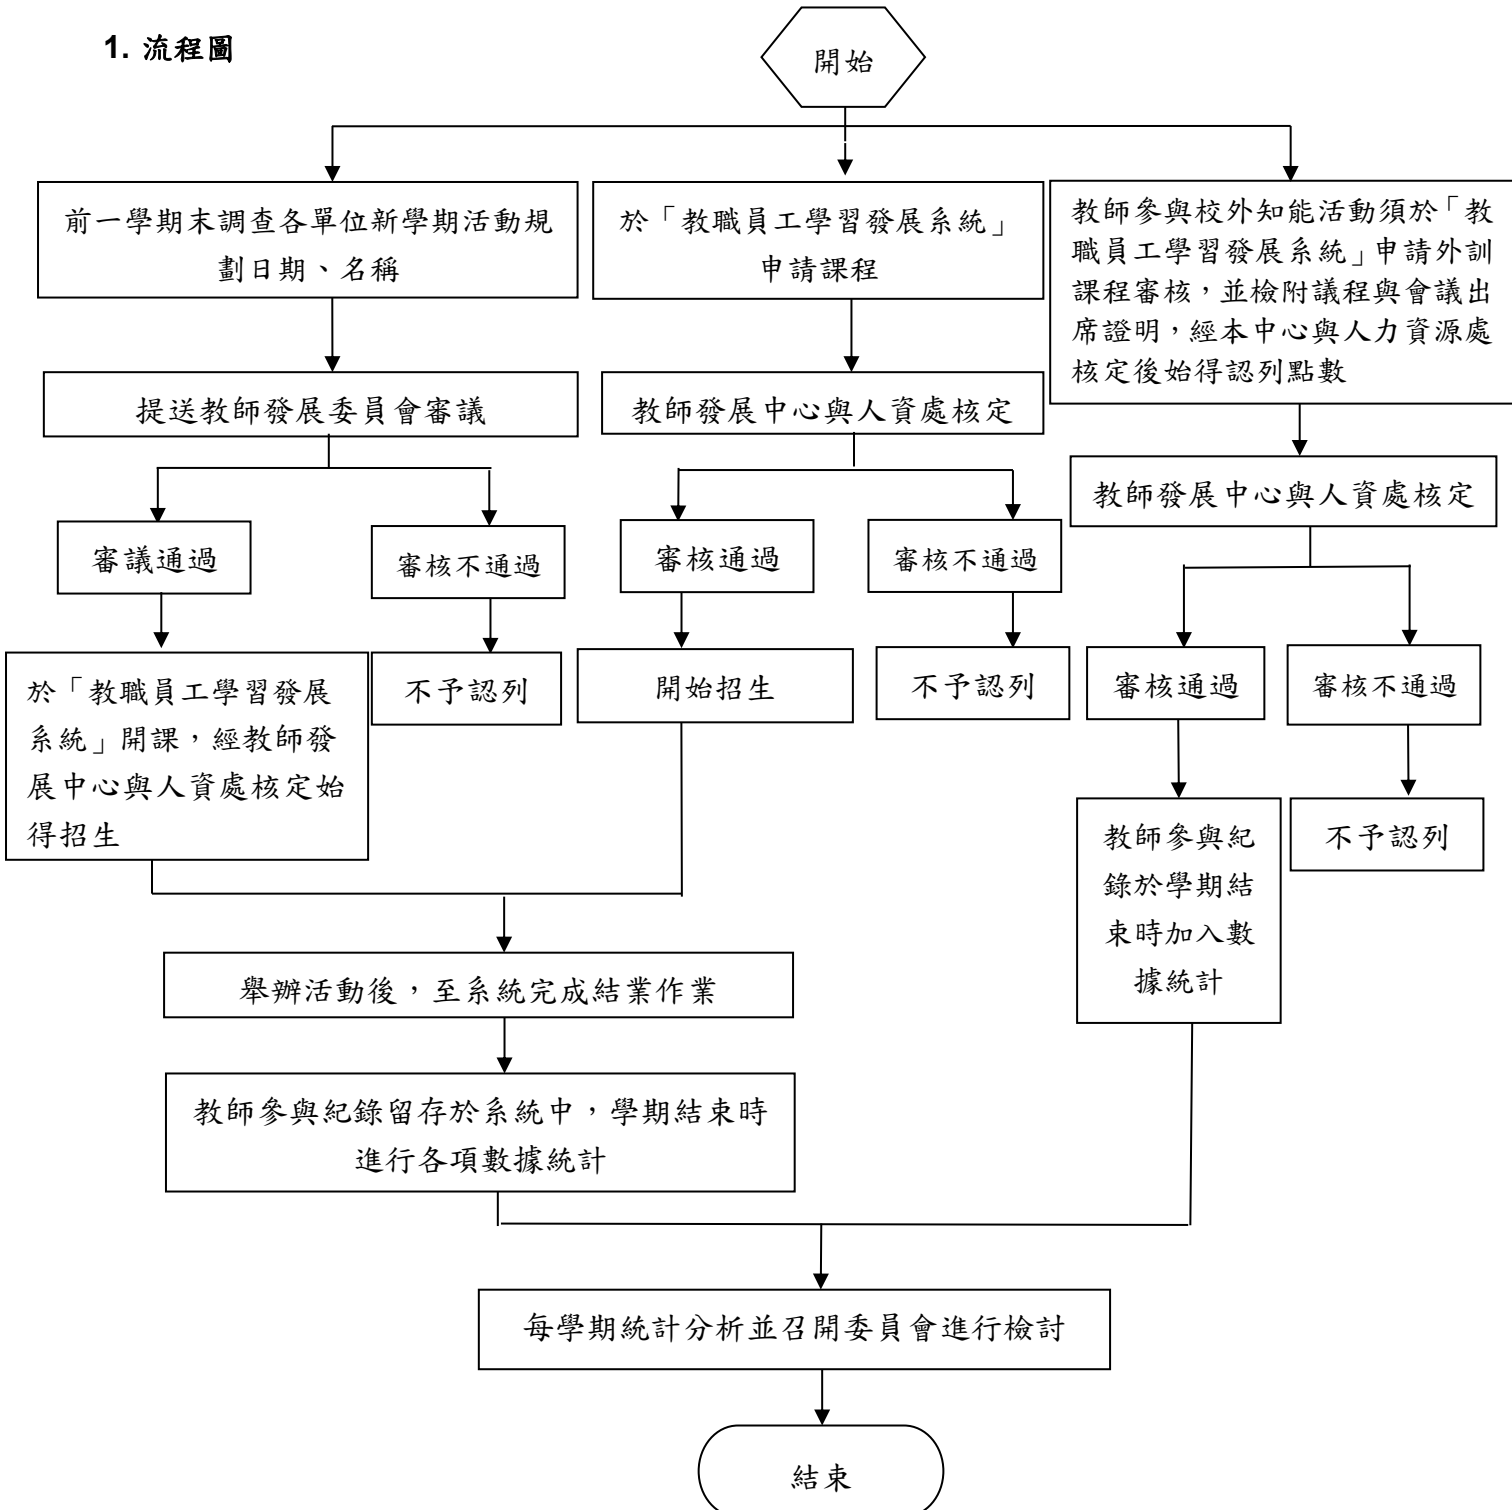 1. 流程圖
開始
前一學期末調查各單位新學期活動規
劃日期、名稱
於「教職員工學習發展系統」
申請課程
教師參與校外知能活動須於「教
職員工學習發展系統」申請外訓
課程審核，並檢附議程與會議出
席證明，經本中心與人力資源處
核定後始得認列點數
提送教師發展委員會審議
教師發展中心與人資處核定
教師發展中心與人資處核定
審議通過
審核不通過
審核通過
審核不通過
審核通過
審核不通過
於「教職員工學習發展
系統」開課，經教師發
展中心與人資處核定始
得招生
不予認列
開始招生
不予認列
教師參與紀
錄於學期結
束時加入數
據統計
不予認列
舉辦活動後，至系統完成結業作業
教師參與紀錄留存於系統中，學期結束時
進行各項數據統計
每學期統計分析並召開委員會進行檢討
結束